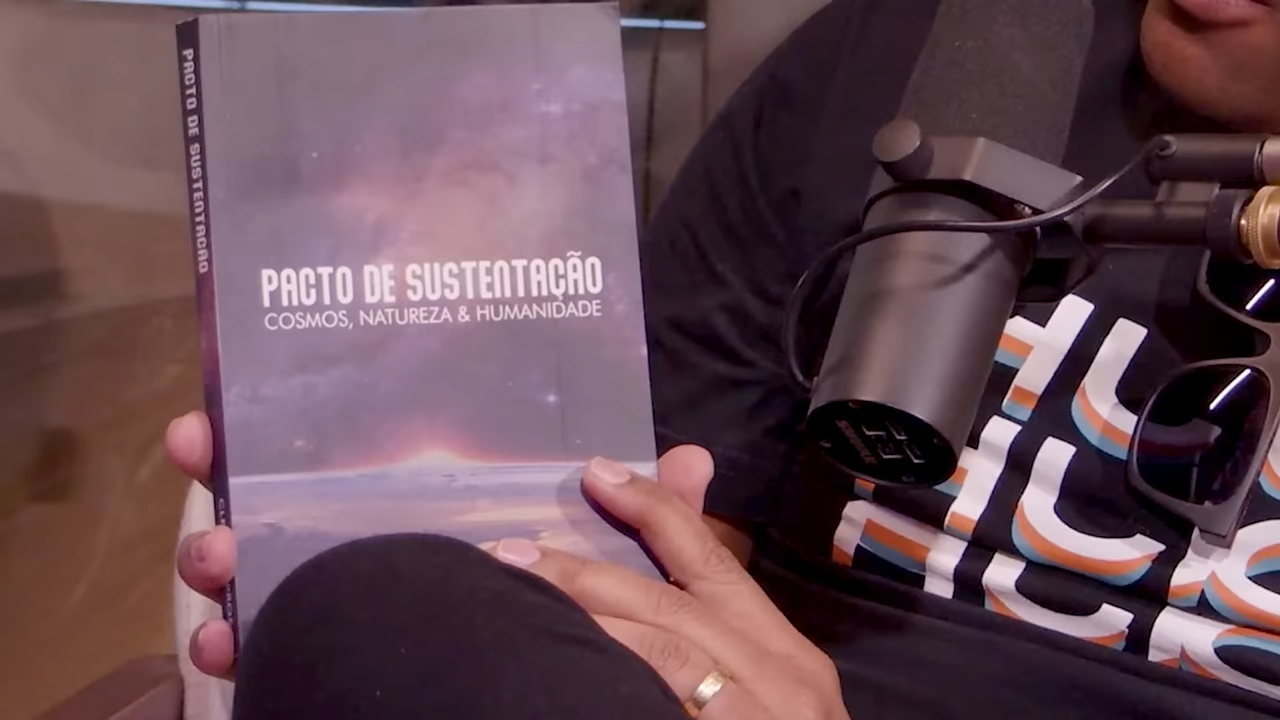 PACTO DE SUSTENTAÇÃO
PACTO DE SUSTENTAÇÃO
COSMOS, NATUREZA & HUMANIDADE